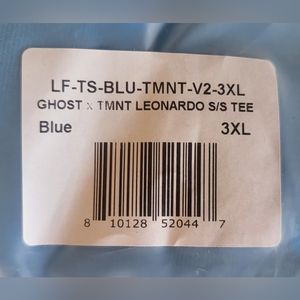 LF-TS-BLU-TMNT-V2-3XL
GHOST x TMNT LEONARDO S/S TEE
Blue 3XL
8 10128 52044 7